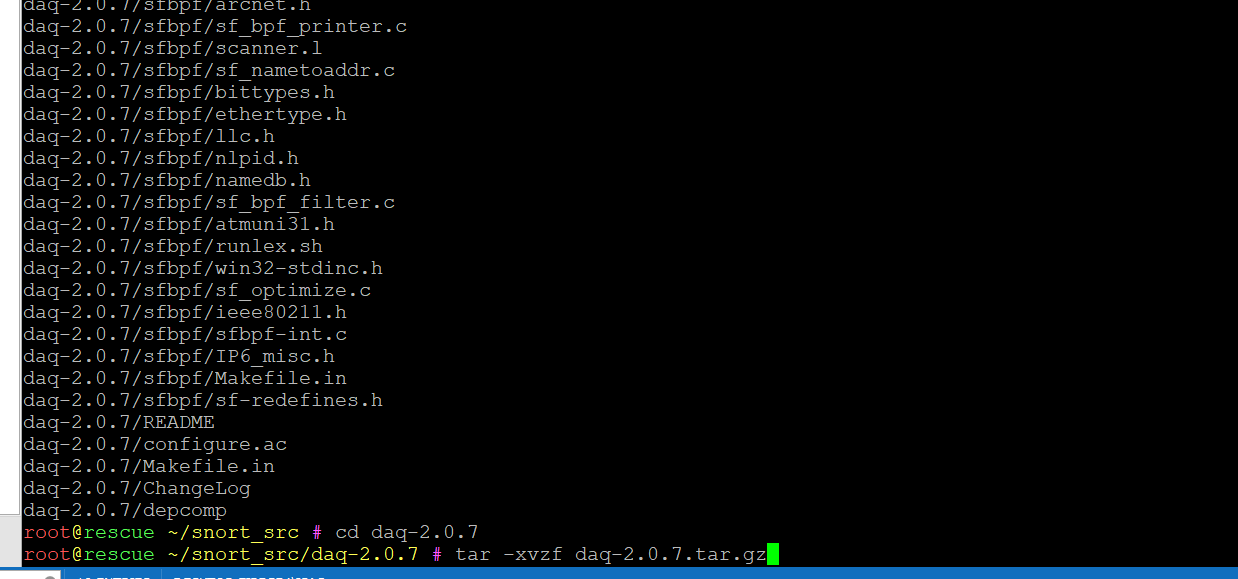 daq-2.0.7/sfbpf/arcnet.h
daq-2.0.7/sfbpf/sf_bpf_printer.c
daq-2.0.7/sfbpf/scanner.l
daq-2.0.7/sfbpf/sf_nametoaddr.c
daq-2.0.7/sfbpf/bittypes.h
daq-2.0.7/sfbpf/ethertype.h
daq-2.0.7/sfbpf/llc.h
daq-2.0.7/sfbpf/nlpid.h
daq-2.0.7/sfbpf/namedb.h
daq-2.0.7/sfbpf/sf_bpf_filter.c
daq-2.0.7/sfbpf/atmuni31.h
daq-2.0.7/sfbpf/runlex.sh
daq-2.0.7/sfbpf/win32-stdinc.h
daq-2.0.7/sfbpf/sf_optimize.c
daq-2.0.7/sfbpf/ieee80211.h
daq-2.0.7/sfbpf/sfbpf-int.c
daq-2.0.7/sfbpf/IP6_misc.h
daq-2.0.7/sfbpf/Makefile.in
daq-2.0.7/sfbpf/sf-redefines.h
daq-2.0.7/README
daq-2.0.7/configure.ac
daq-2.0.7/Makefile.in
daq-2.0.7/ChangeLog
daq-2.0.7/depcomp
root@rescue ~/snort_src # cd daq-2.0.7
root@rescue ~/snort_src/daq-2.0.7 # tar -xvzf daq-2.0.7.tar.gz